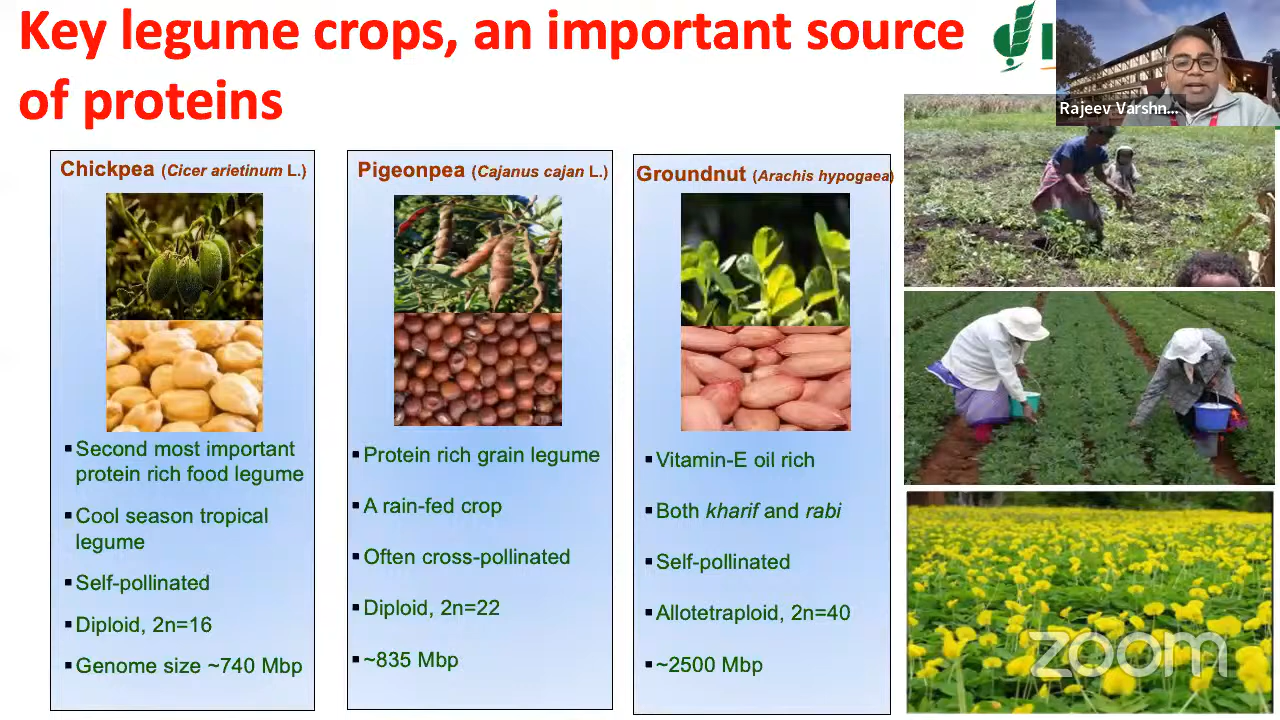 Key legume crops, an important source
of proteins
Rajeev Varshn...
Chickpea (Cicer arietinum L.)
▪Second most important
protein rich food legume
▪Cool season tropical
legume
▪Self-pollinated
▪Diploid, 2n=16
▪Genome size ~740 Mbp
Pigeonpea (Cajanus cajan L.)
▪Protein rich grain legume
▪A rain-fed crop
▪Often cross-pollinated
▪Diploid, 2n=22
▪~835 Mbp
Groundnut (Arachis hypogaea)
▪Vitamin-E oil rich
▪Both kharif and rabi
▪Self-pollinated
▪Allotetraploid, 2n=40
▪~2500 Mbp
zoom